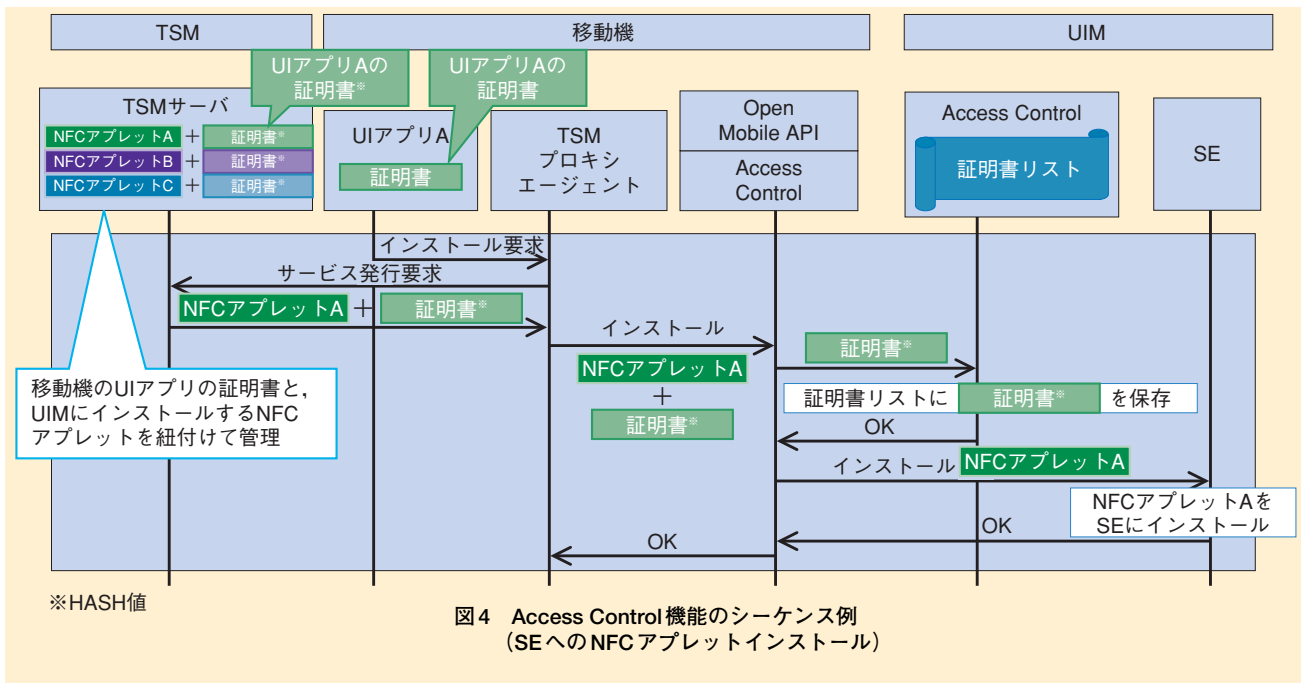 TSM
移動機
UIM
UIアプリAの
証明書※
UIアプリAの
証明書
TSMサーバ
NFCアプレットA + 証明書※
NFCアプレットB + 証明書※
NFCアプレットC + 証明書※
UIアプリA
証明書
TSM
プロキシ
エージェント
Open
Mobile API
Access
Control
Access Control
証明書リスト
SE
インストール要求
サービス発行要求
NFCアプレットA + 証明書※
インストール
NFCアプレットA
+
証明書※
証明書※
証明書リストに 証明書※ を保存
OK
インストール NFCアプレットA
NFCアプレットAを
SEにインストール
OK
OK
移動機のUIアプリの証明書と,
UIMにインストールするNFC
アプレットを紐付けて管理
※HASH値
図4 Access Control機能のシーケンス例
(SEへのNFCアプレットインストール)